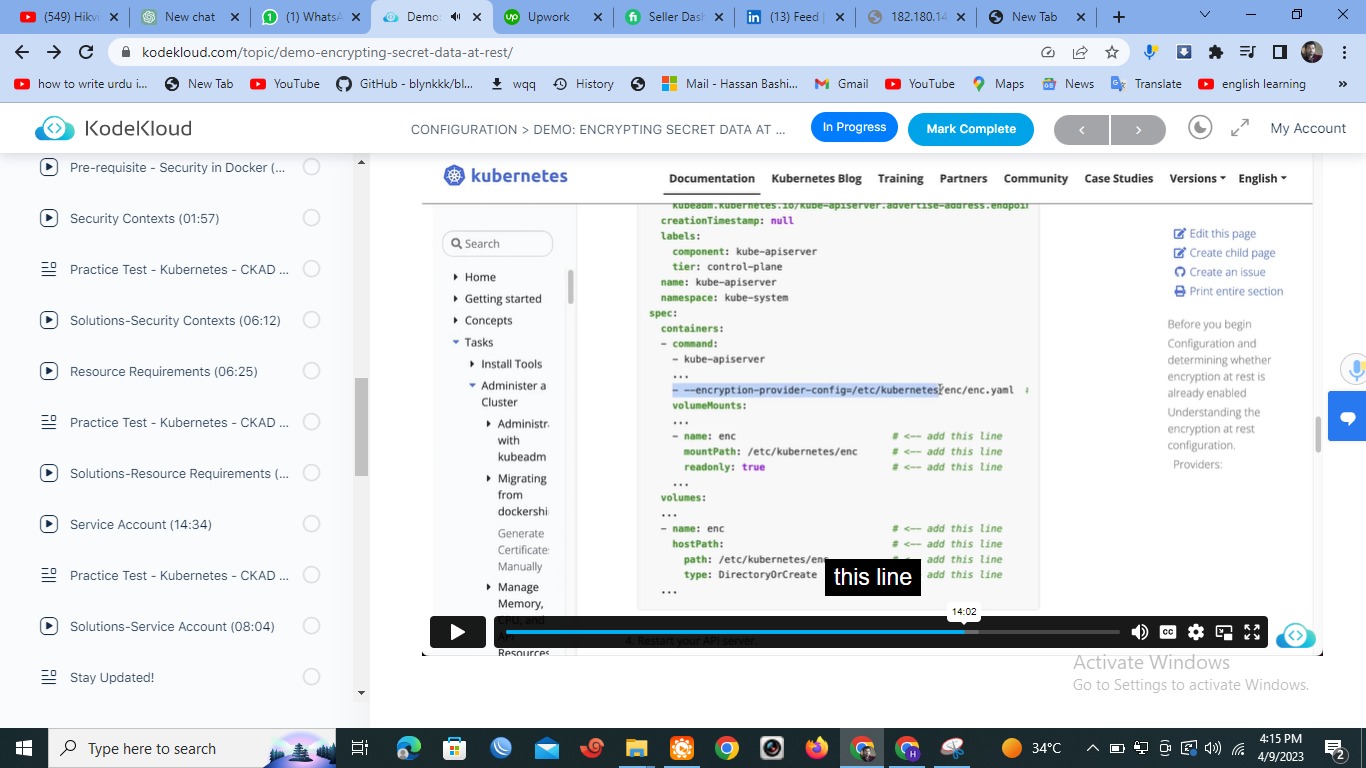 (549) Hikvi
New chat
(1) WhatsA
Demo:
Upwork
Seller Dash
(13) Feed |
182.180.14
New Tab
kodekloud.com/topic/demo-encrypting-secret-data-at-rest/
how to write urdu i...
New Tab
YouTube
GitHub - blynkkk/bl...
wqq
History
Mail - Hassan Bashi...
Gmail
YouTube
Maps
News
Translate
english learning
»
KodeKloud
CONFIGURATION > DEMO: ENCRYPTING SECRET DATA AT ...
In Progress
Mark Complete
My Account
Pre-requisite - Security in Docker (...
Security Contexts (01:57)
Practice Test - Kubernetes - CKAD ...
Solutions-Security Contexts (06:12)
Resource Requirements (06:25)
Practice Test - Kubernetes - CKAD ...
Solutions-Resource Requirements (...
Service Account (14:34)
Practice Test - Kubernetes - CKAD ...
Solutions-Service Account (08:04)
Stay Updated!
kubernetes
Documentation
Kubernetes Blog
Training
Partners
Community
Case Studies
Versions
English
Search
Home
Getting started
Concepts
Tasks
Install Tools
Administer a
Cluster
Administr
with
kubeadm
Migrating
from
dockershi
Generate
Certificate
Manually
Manage
Memory,
CPU, and
API
Resources
kubeadm.kubernetes.io/kube-apiserver.advertise-address.endpoi
creationTimestamp: null
labels:
component: kube-apiserver
tier: control-plane
name: kube-apiserver
namespace: kube-system
spec:
containers:
- command:
- kube-apiserver
...
- --encryption-provider-config=/etc/kubernetes/enc/enc.yaml #
volumeMounts:
...
- name: enc # <-- add this line
mountPath: /etc/kubernetes/enc # <-- add this line
readonly: true # <-- add this line
...
volumes:
...
- name: enc # <-- add this line
hostPath: # <-- add this line
path: /etc/kubernetes/enc # <-- add this line
type: DirectoryOrCreate add this line
...
4. Restart your API server.
this line
14:02
CC
Edit this page
Create child page
Create an issue
Print entire section
Before you begin
Configuration and
determining whether
encryption at rest is
already enabled
Understanding the
encryption at rest
configuration.
Providers:
Activate Windows
Go to Settings to activate Windows.
Type here to search
34°C
4:15 PM
4/9/2023
2